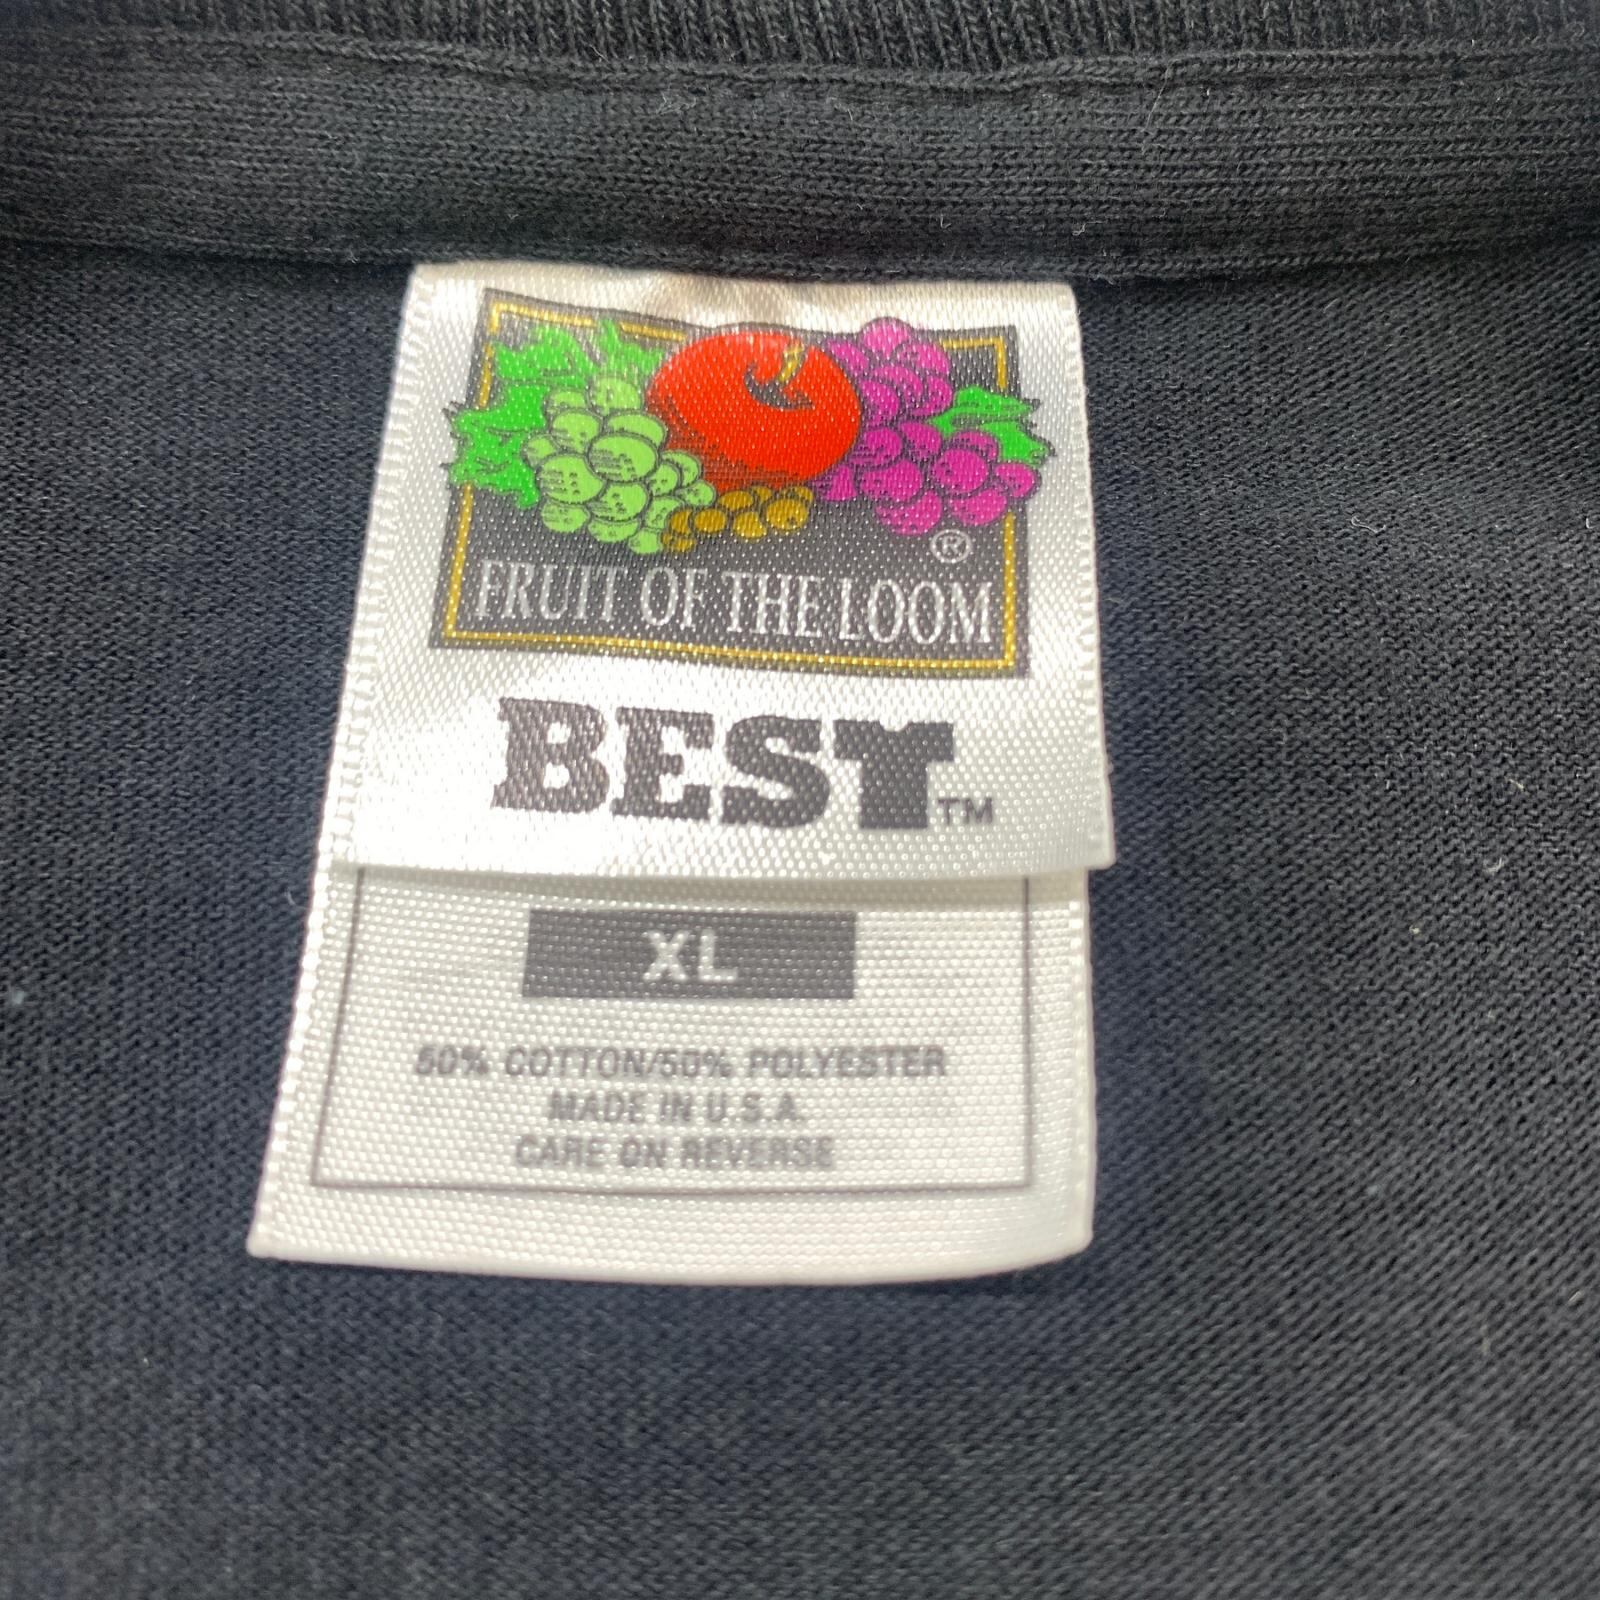 ®
FRUIT OF THE LOOM
BEST™
XL
50% COTTON/50% POLYESTER
MADE IN U.S.A.
CARE ON REVERSE